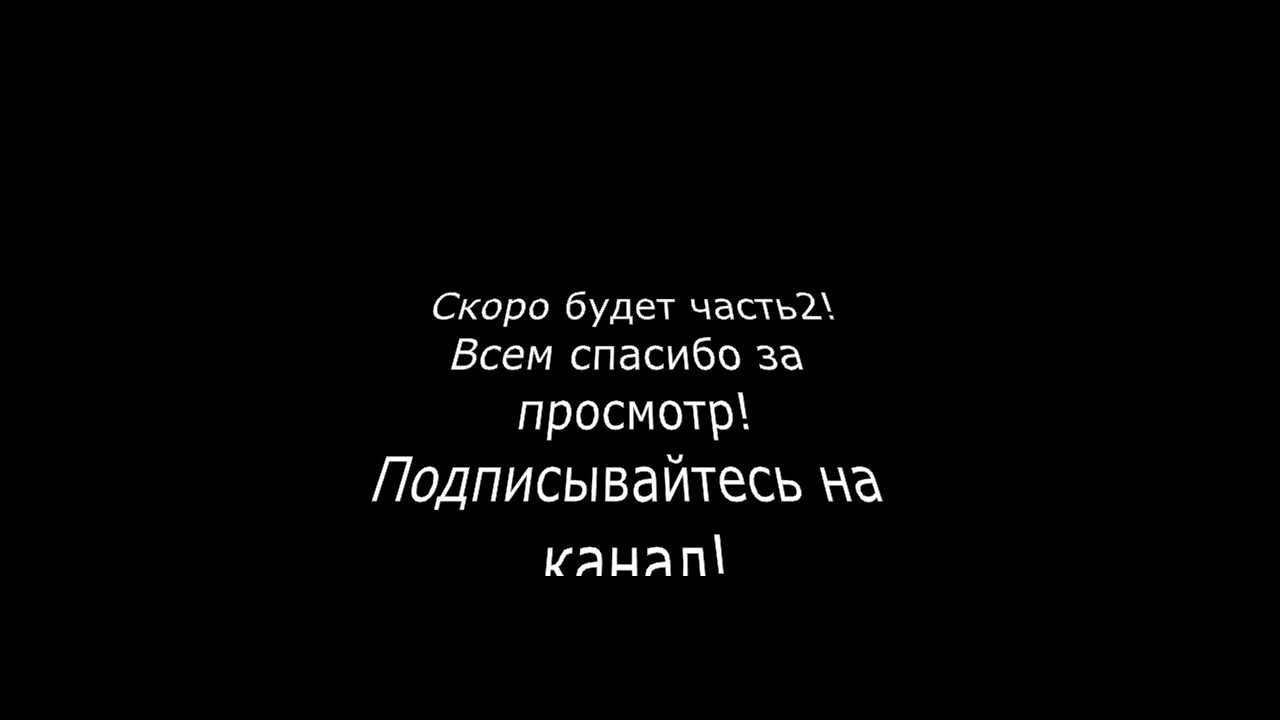 Скоро будет часть2!
Всем спасибо за
просмотр!
Подписывайтесь на
канал!